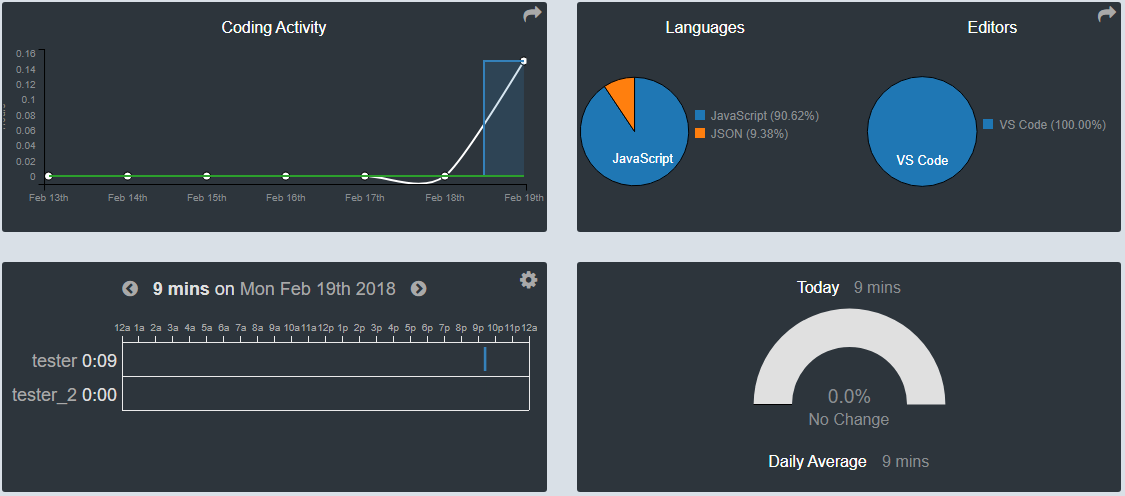 Coding Activity
0.16
0.14
0.12
0.1
0.08
0.06
0.04
0.02
0
Feb 13th Feb 14th Feb 15th Feb 16th Feb 17th Feb 18th Feb 19th
Languages Editors
JavaScript
JavaScript (90.62%)
JSON (9.38%)
VS Code
VS Code (100.00%)
9 mins on Mon Feb 19th 2018
12a 1a 2a 3a 4a 5a 6a 7a 8a 9a 10a 11a 12p 1p 2p 3p 4p 5p 6p 7p 8p 9p 10p 11p 12a
tester 0:09
tester_2 0:00
Today 9 mins
0.0%
No Change
Daily Average 9 mins